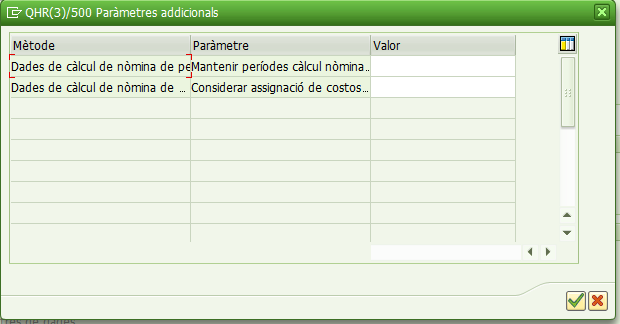 QHR(3)/500 Paràmetres addicionals
Mètode Paràmetre Valor
Dades de càlcul de nòmina de pe Mantenir períodes càlcul nòmina...
Dades de càlcul de nòmina de ... Considerar assignació de costos...